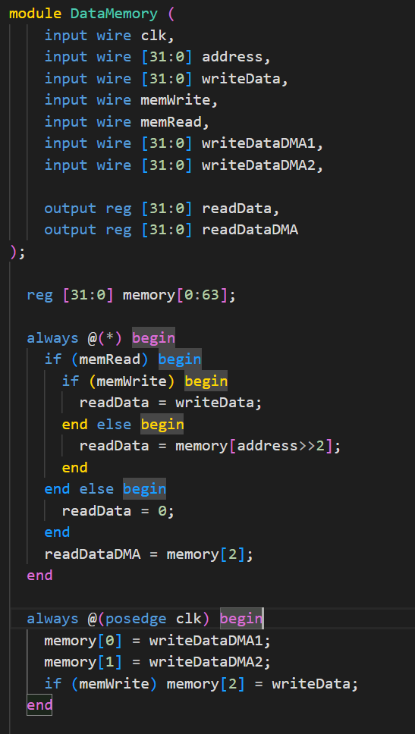 module DataMemory (
    input wire clk,
    input wire [31:0] address,
    input wire [31:0] writeData,
    input wire memWrite,
    input wire memRead,
    input wire [31:0] writeDataDMA1,
    input wire [31:0] writeDataDMA2,

    output reg [31:0] readData,
    output reg [31:0] readDataDMA
);

  reg [31:0] memory[0:63];

  always @(*) begin
    if (memRead) begin
      if (memWrite) begin
        readData = writeData;
      end else begin
        readData = memory[address>>2];
      end
    end else begin
      readData = 0;
    end
    readDataDMA = memory[2];
  end

  always @(posedge clk) begin
    memory[0] = writeDataDMA1;
    memory[1] = writeDataDMA2;
    if (memWrite) memory[2] = writeData;
  end